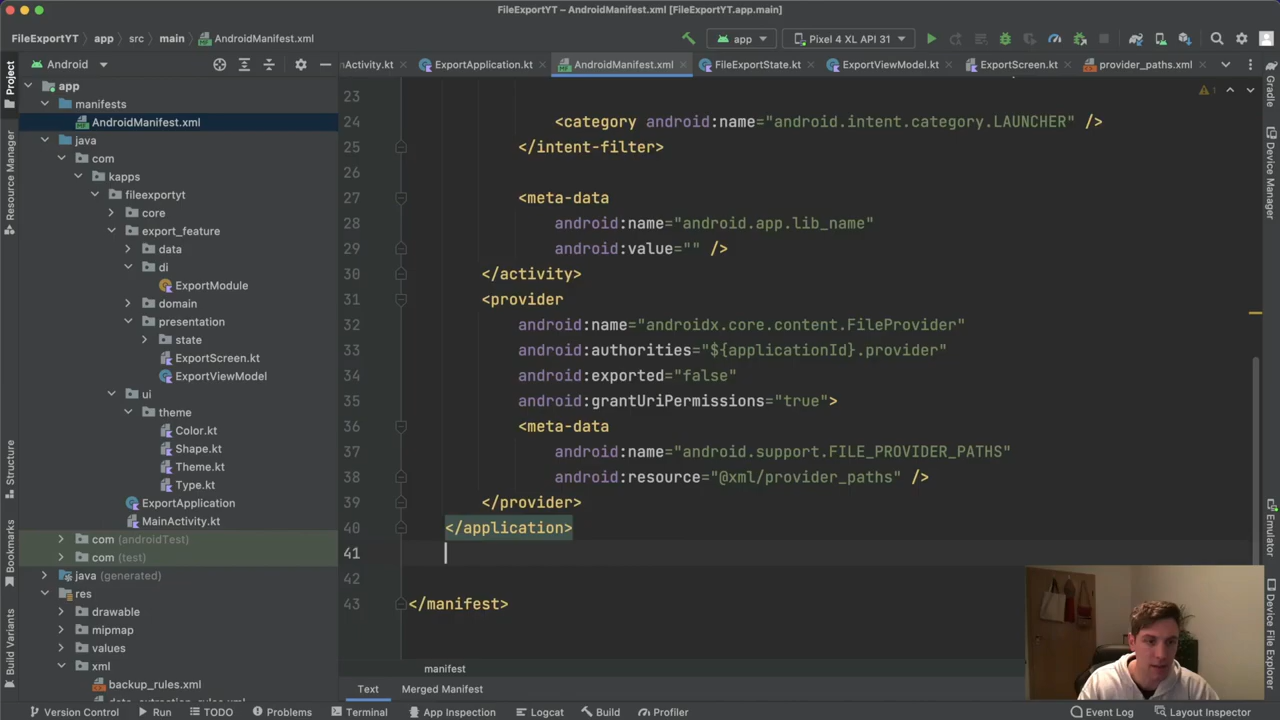 FileExportYT – AndroidManifest.xml [FileExportYT.app.main]
FileExportYT
app
src
main
AndroidManifest.xml
app
Pixel 4 XL API 31
Android
nActivity.kt
ExportApplication.kt
AndroidManifest.xml
FileExportState.kt
ExportViewModel.kt
ExportScreen.kt
provider_paths.xml
Project
Resource Manager
Structure
Bookmarks
Build Variants
app
manifests
AndroidManifest.xml
java
com
kapps
fileexportyt
core
export_feature
data
di
ExportModule
domain
presentation
state
ExportScreen.kt
ExportViewModel
ui
theme
Color.kt
Shape.kt
Theme.kt
Type.kt
ExportApplication
MainActivity.kt
com (androidTest)
com (test)
java (generated)
res
drawable
mipmap
values
xml
backup_rules.xml
data_extraction_rules.xml
23
24 <category android:name="android.intent.category.LAUNCHER" />
25 </intent-filter>
26
27 <meta-data
28 android:name="android.app.lib_name"
29 android:value="" />
30 </activity>
31 <provider
32 android:name="androidx.core.content.FileProvider"
33 android:authorities="${applicationId}.provider"
34 android:exported="false"
35 android:grantUriPermissions="true">
36 <meta-data
37 android:name="android.support.FILE_PROVIDER_PATHS"
38 android:resource="@xml/provider_paths" />
39 </provider>
40 </application>
41
42
43 </manifest>
1
manifest
Text
Merged Manifest
Gradle
Device Manager
Emulator
Device File Explorer
Version Control
Run
TODO
Problems
Terminal
App Inspection
Logcat
Build
Profiler
Event Log
Layout Inspector